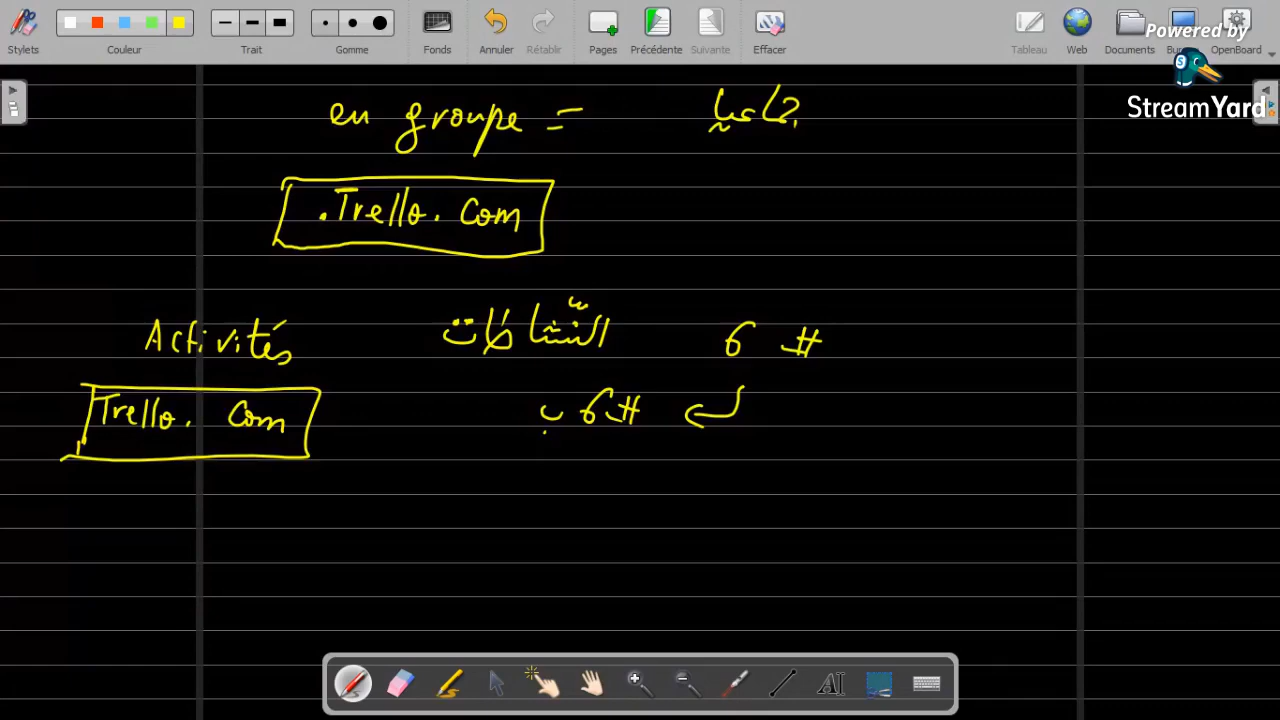 Stylets Couleur Trait Gomme Fonds Annuler Rétablir Pages Précédente Suivante Effacer Tableau Web Documents OpenBoard
Powered by
StreamYard
en groupe = جماعيا
.Trello.Com
Activités النشاطات 6 #
Trello. Com ب 6#